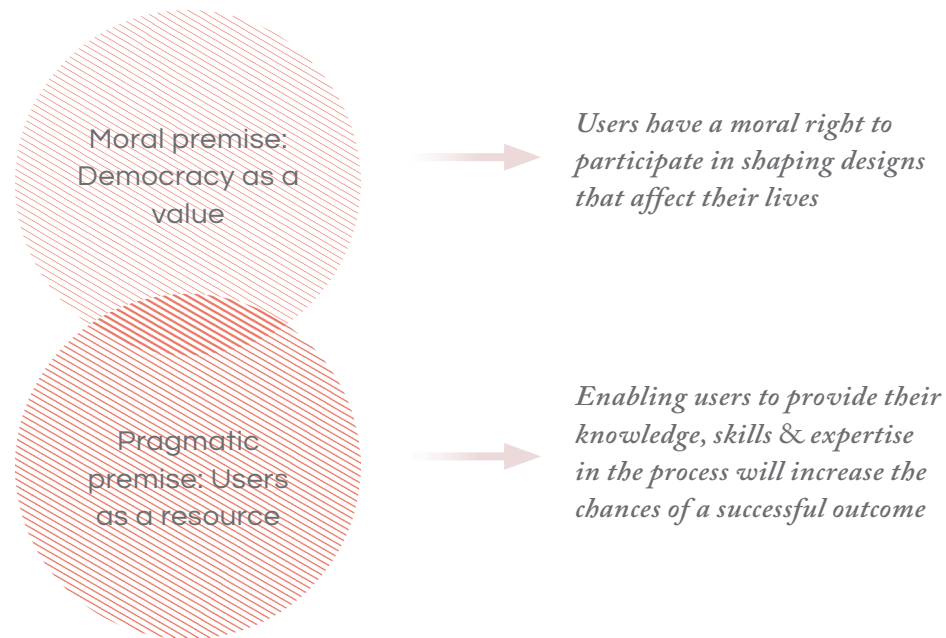 Moral premise:
Democracy as a
value
Users have a moral right to
participate in shaping designs
that affect their lives
Pragmatic
premise: Users
as a resource
Enabling users to provide their
knowledge, skills & expertise
in the process will increase the
chances of a successful outcome